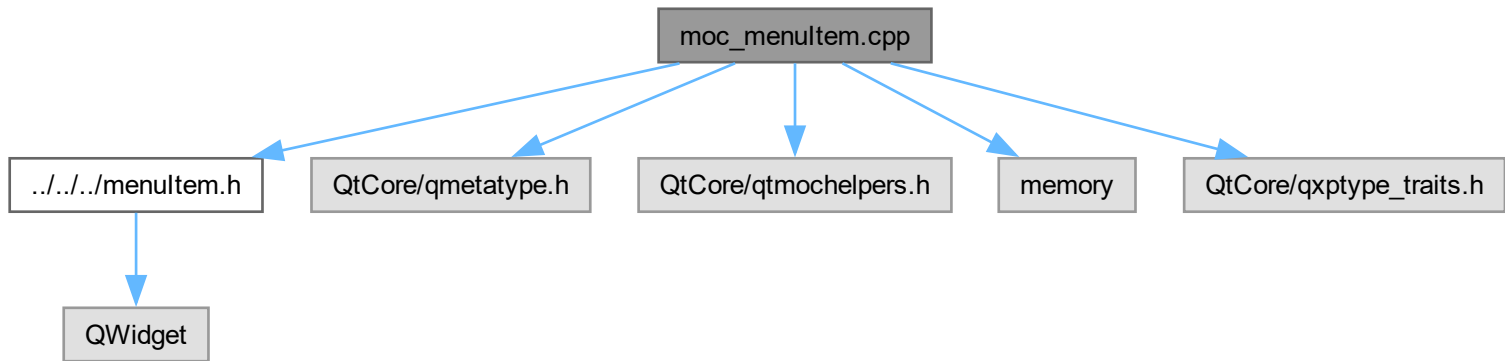 moc_menuItem.cpp
../../../menuItem.h
QtCore/qmetatype.h
QtCore/qtmochelpers.h
memory
QtCore/qxptype_traits.h
QWidget